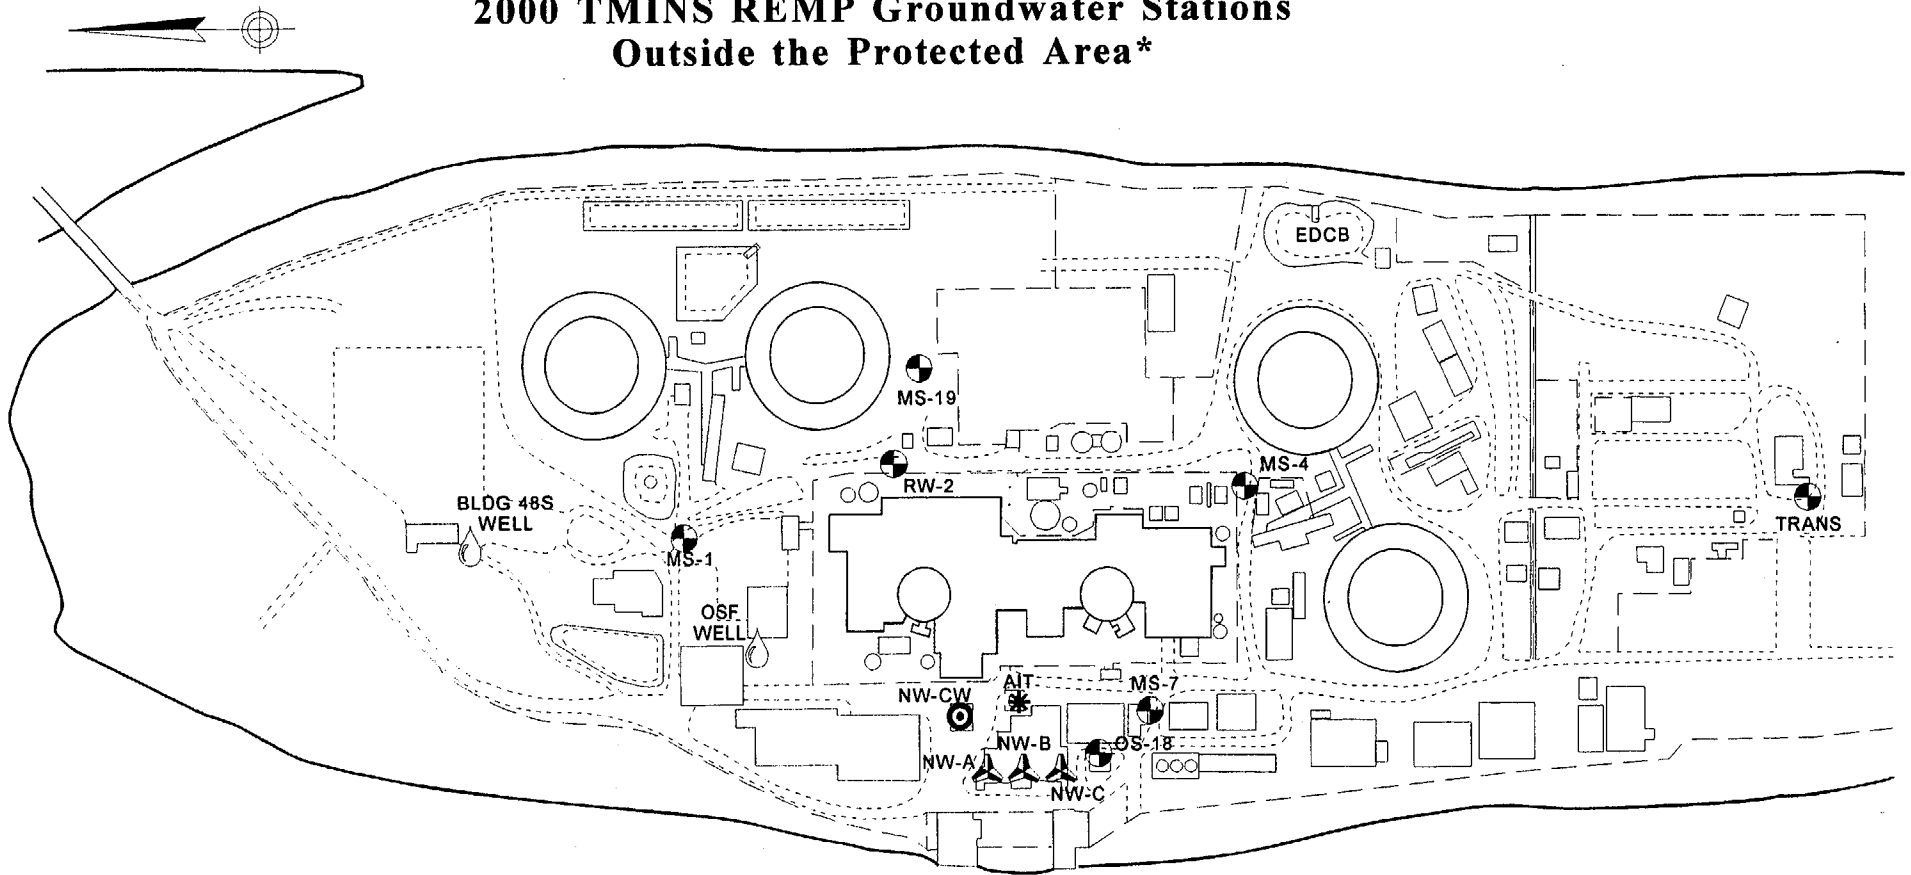 2000 TMINS REMP Groundwater Stations
Outside the Protected Area*
EDCB
MS-19
MS-4
RW-2
BLDG 48S
WELL
TRANS
MS-1
OSF
WELL
AIT
MS-7
NW-CW
NW-B
OS-18
NW-A
NW-C